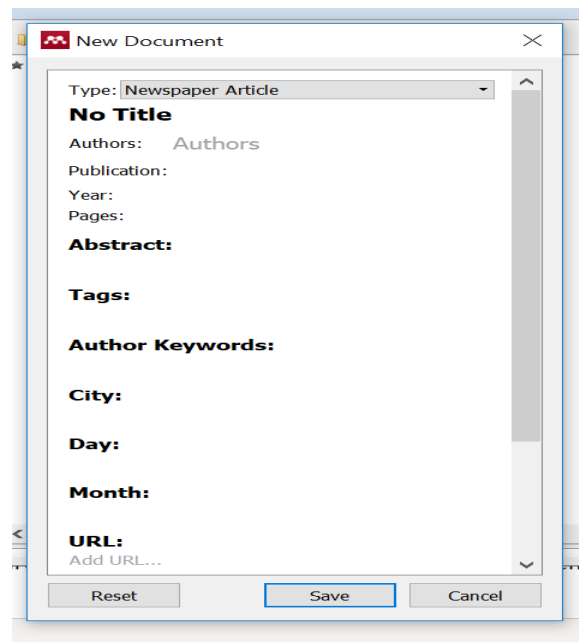 New Document
Type: Newspaper Article
No Title
Authors: Authors
Publication:
Year:
Pages:
Abstract:
Tags:
Author Keywords:
City:
Day:
Month:
URL:
Add URL...
Reset Save Cancel